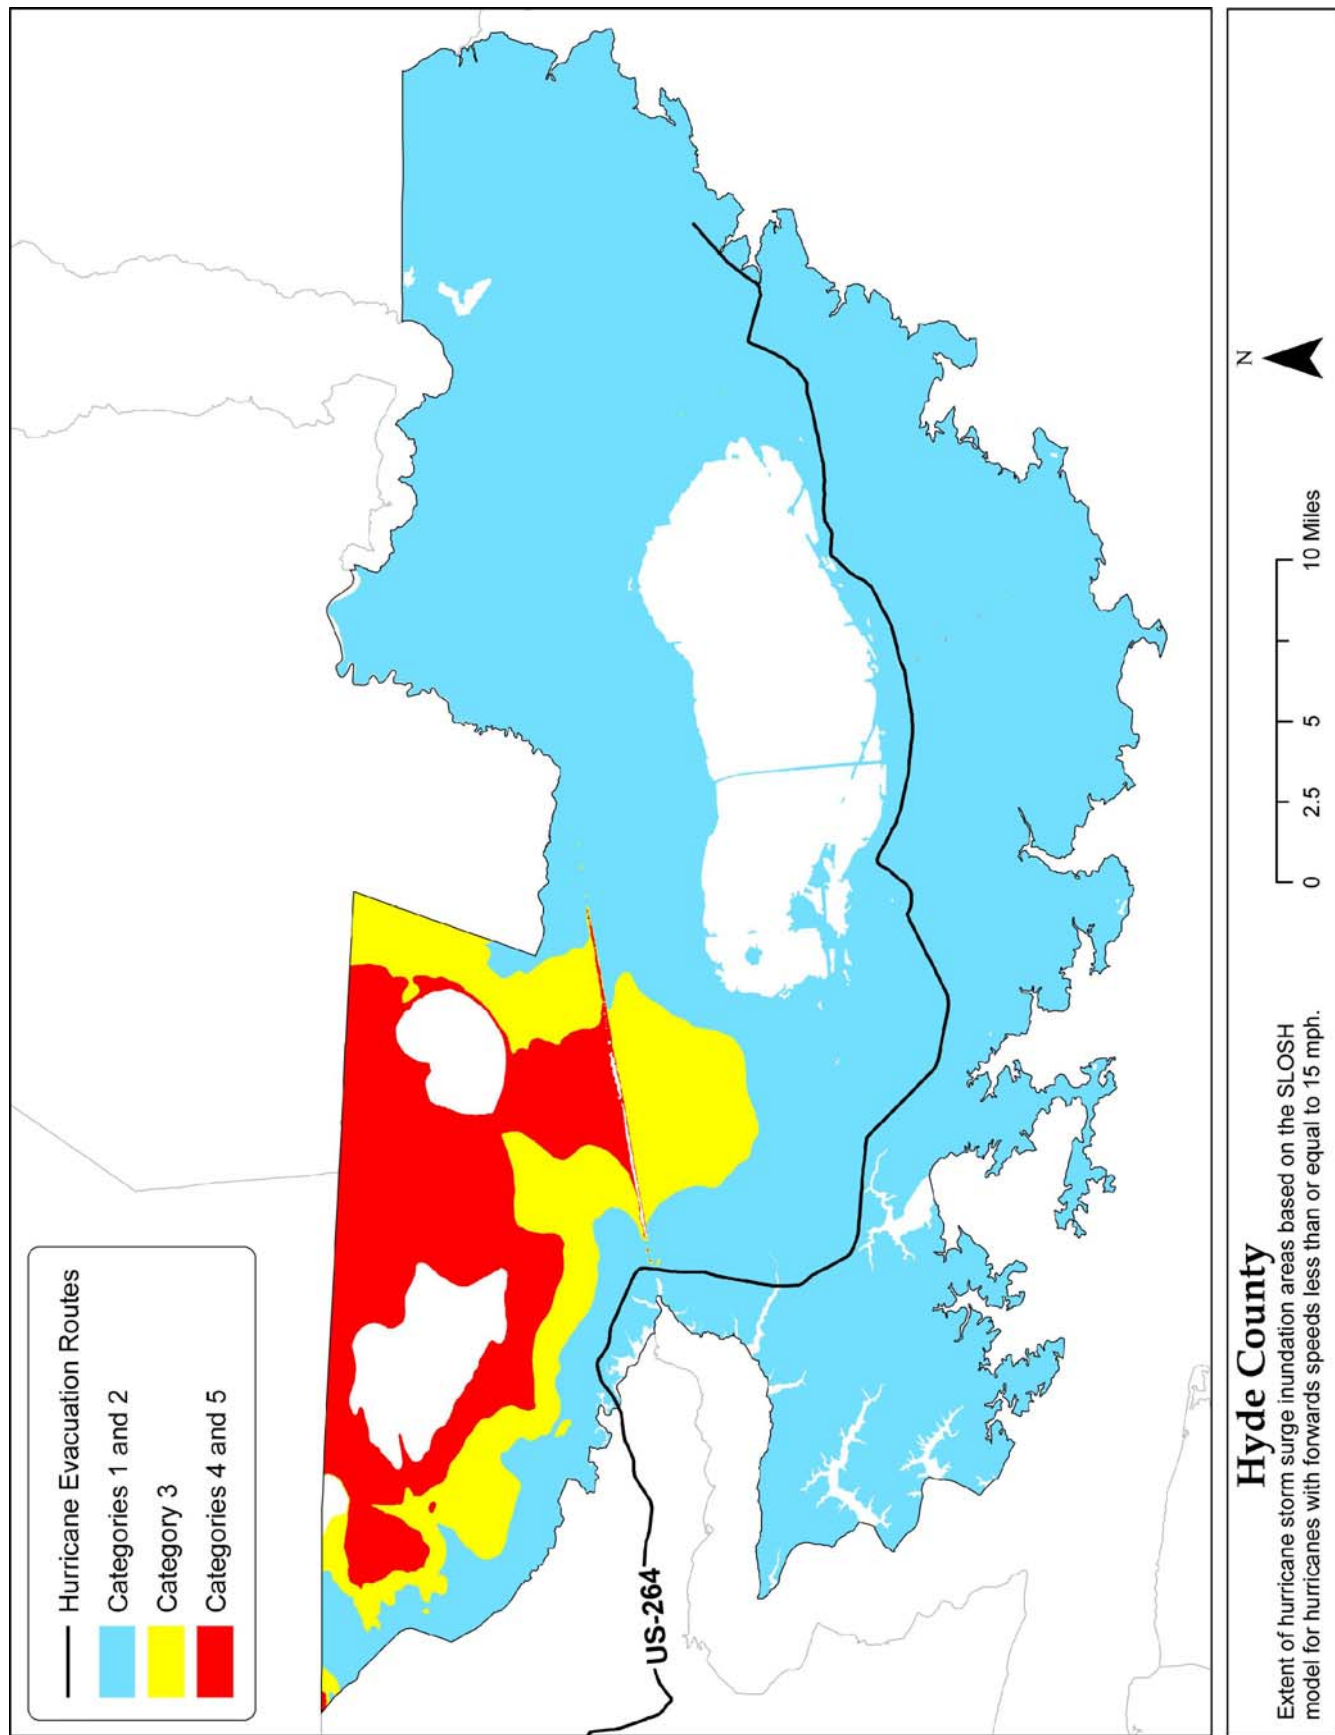 Hurricane Evacuation Routes
Categories 1 and 2
Category 3
Categories 4 and 5
US-264
Hyde County
Extent of hurricane storm surge inundation areas based on the SLOSH
model for hurricanes with forwards speeds less than or equal to 15 mph.
0 2.5 5 10 Miles
N